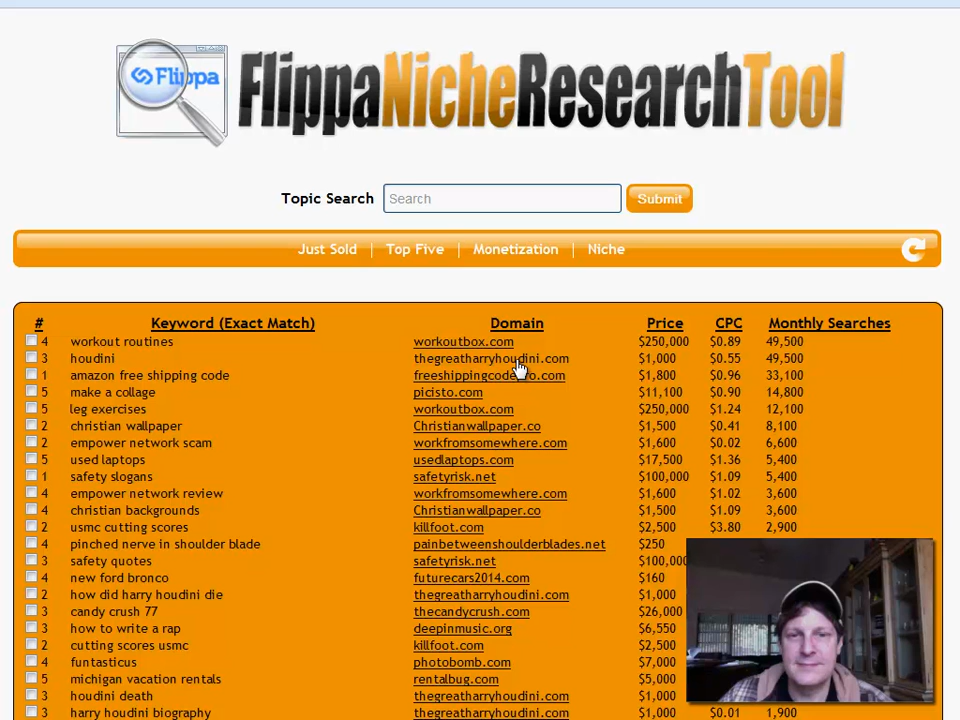 Flippa FlippaNicheResearchTool
Topic Search Search Submit
Just Sold | Top Five | Monetization | Niche
# Keyword (Exact Match) Domain Price CPC Monthly Searches
4 workout routines workoutbox.com $250,000 $0.89 49,500
3 houdini thegreatharryhoudini.com $1,000 $0.55 49,500
1 amazon free shipping code $1,800 $0.96 33,100
5 make a collage picisto.com $11,100 $0.90 14,800
5 leg exercises workoutbox.com $250,000 $1.24 12,100
2 christian wallpaper Christianwallpaper.co $1,500 $0.41 8,100
2 empower network scam workfromsomewhere.com $1,600 $0.02 6,600
5 used laptops usedlaptops.com $17,500 $1.36 5,400
1 safety slogans safetyrisk.net $100,000 $1.09 5,400
4 empower network review workfromsomewhere.com $1,600 $1.02 3,600
4 christian backgrounds Christianwallpaper.co $1,500 $1.09 3,600
2 usmc cutting scores killfoot.com $2,500 $3.80 2,900
4 pinched nerve in shoulder blade painbetweenshoulderblades.net $250
3 safety quotes safetyrisk.net $100,000
4 new ford bronco futurecars2014.com $160
2 how did harry houdini die thegreatharryhoudini.com $1,000
3 candy crush 77 thecandycrush.com $26,000
3 how to write a rap deepinmusic.org $6,550
2 cutting scores usmc killfoot.com $2,500
4 funtasticus photobomb.com $7,000
5 michigan vacation rentals rentalbug.com $5,000
3 houdini death thegreatharryhoudini.com $1,000
3 harry houdini biography thegreatharryhoudini.com $1,000 $0.01 1,900